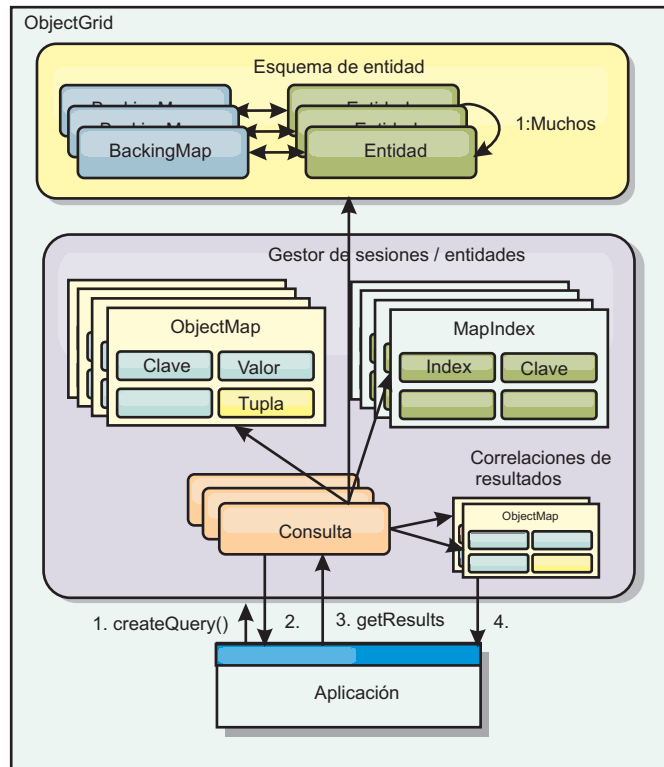 ObjectGrid
Esquema de entidad
BackingMap
Entidad
1:Muchos
Gestor de sesiones / entidades
ObjectMap
Clave
Valor
Tupla
MapIndex
Index
Clave
Correlaciones de
resultados
ObjectMap
Consulta
1. createQuery()
2.
3. getResults
4.
Aplicación